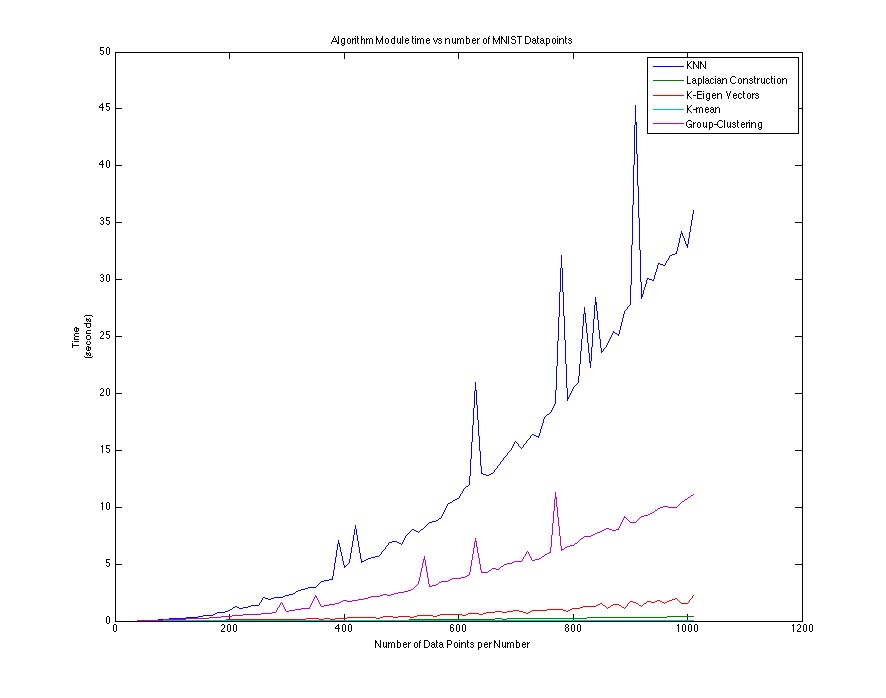 Algorithm Module time vs number of MNIST Datapoints
50
45
40
35
30
25
20
15
10
5
0
Time
(seconds)
KNN
Laplacian Construction
K-Eigen Vectors
K-mean
Group-Clustering
0 200 400 600 800 1000 1200
Number of Data Points per Number